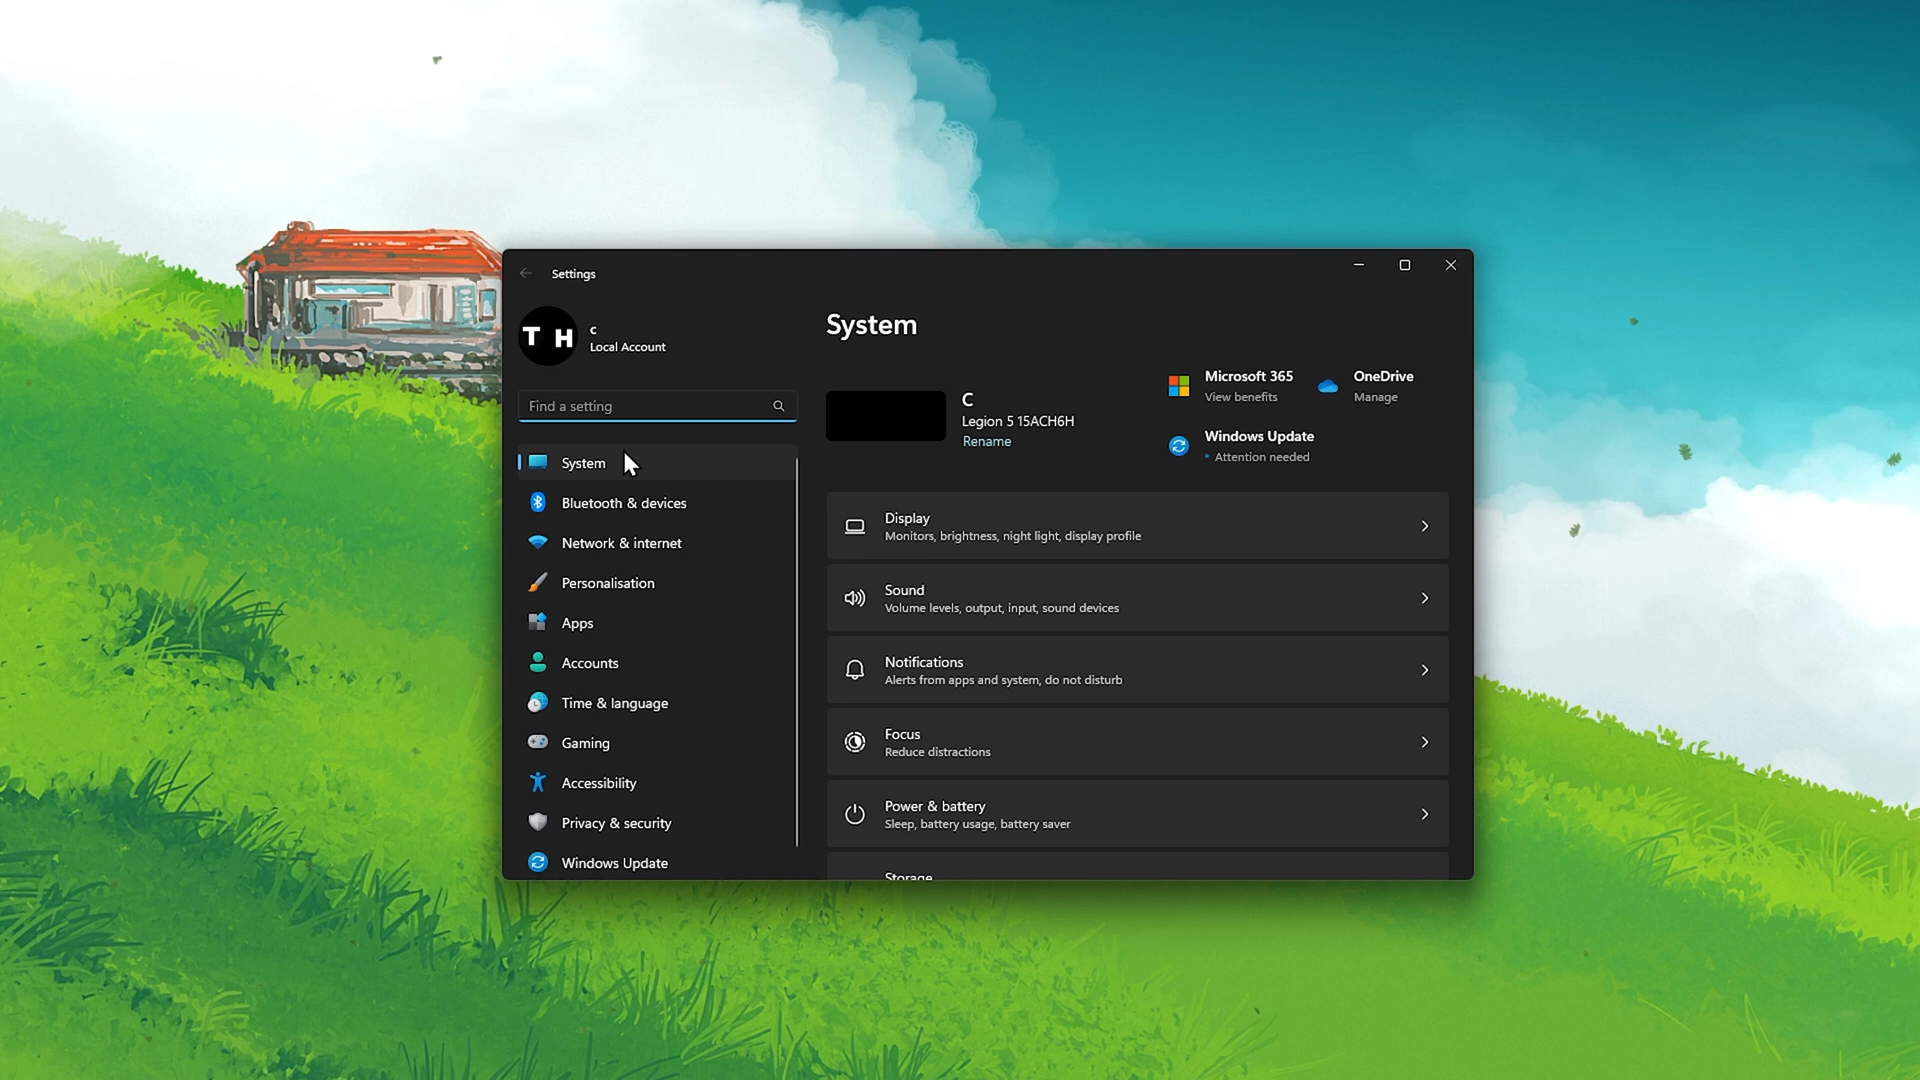 Settings
T H
c
Local Account
Find a setting
System
Bluetooth & devices
Network & internet
Personalisation
Apps
Accounts
Time & language
Gaming
Accessibility
Privacy & security
Windows Update
System
C
Legion 5 15ACH6H
Rename
Microsoft 365
View benefits
OneDrive
Manage
Windows Update
Attention needed
Display
Monitors, brightness, night light, display profile
Sound
Volume levels, output, input, sound devices
Notifications
Alerts from apps and system, do not disturb
Focus
Reduce distractions
Power & battery
Sleep, battery usage, battery saver
Storage